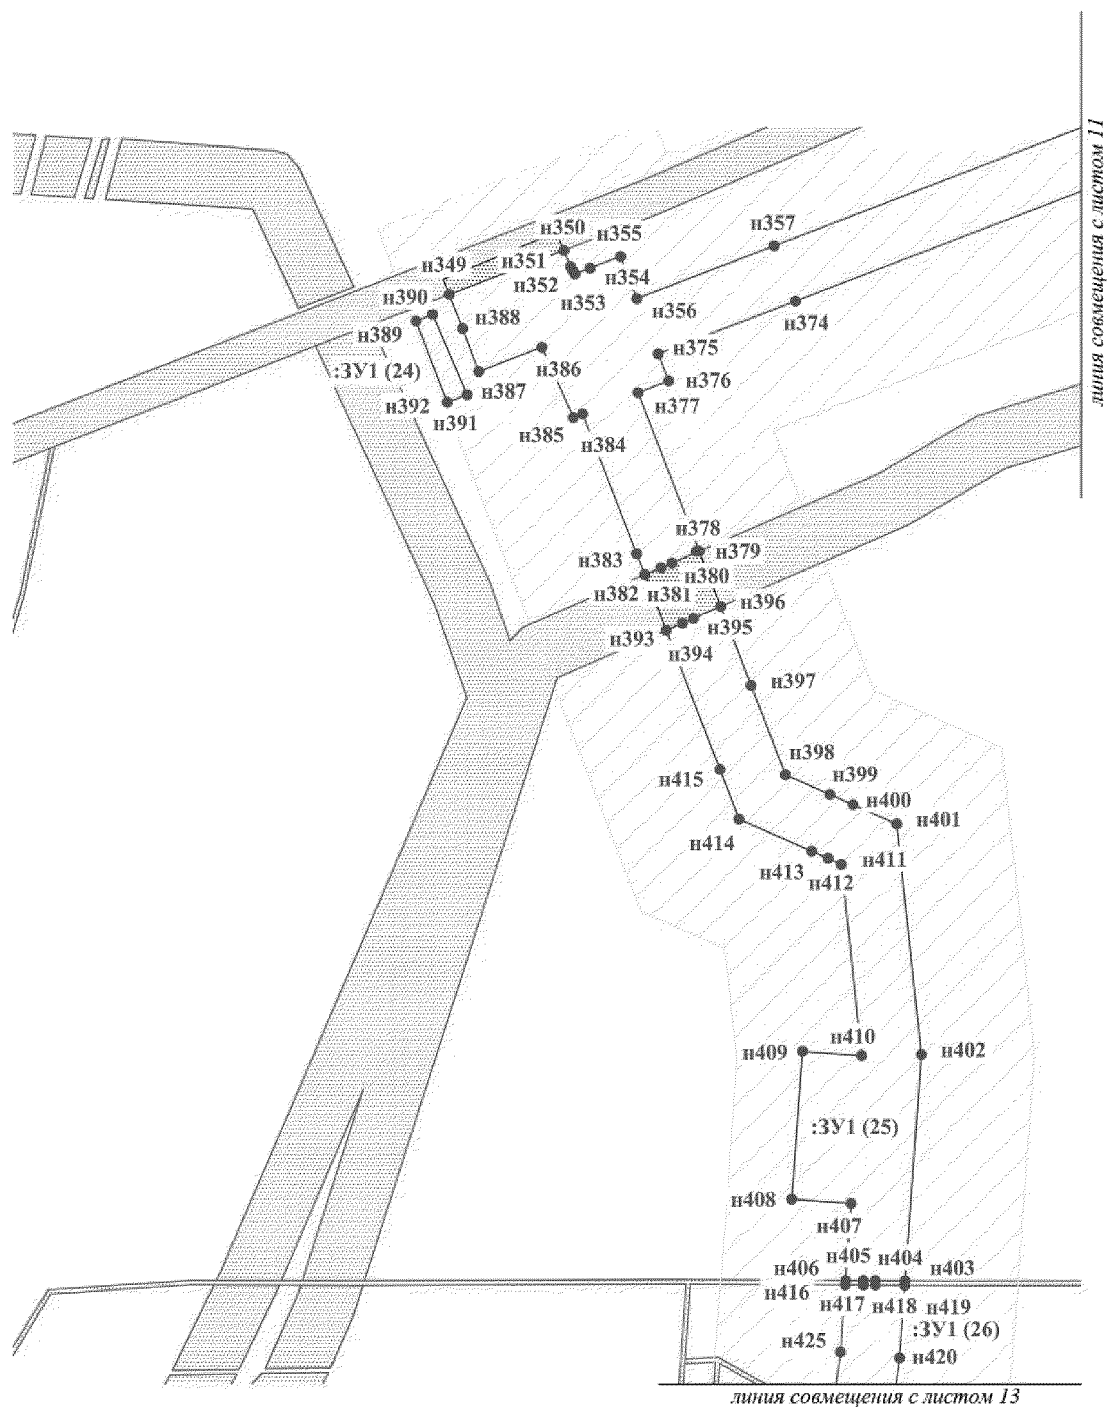 линия совмещения с листом 11
н350
н355
н357
н349
н351
н352
н354
н353
н390
н388
н356
н374
н389
:ЗУ1 (24)
н375
н386
н376
н387
н377
н392
н391
н385
н384
н378
н379
н383
н380
н382
н381
н396
н393
н395
н394
н397
н398
н415
н399
н400
н401
н414
н411
н413
н412
н410
н409
н402
:ЗУ1 (25)
н408
н407
н405
н404
н406
н403
н416
н417
н418
н419
:ЗУ1 (26)
н425
н420
линия совмещения с листом 13